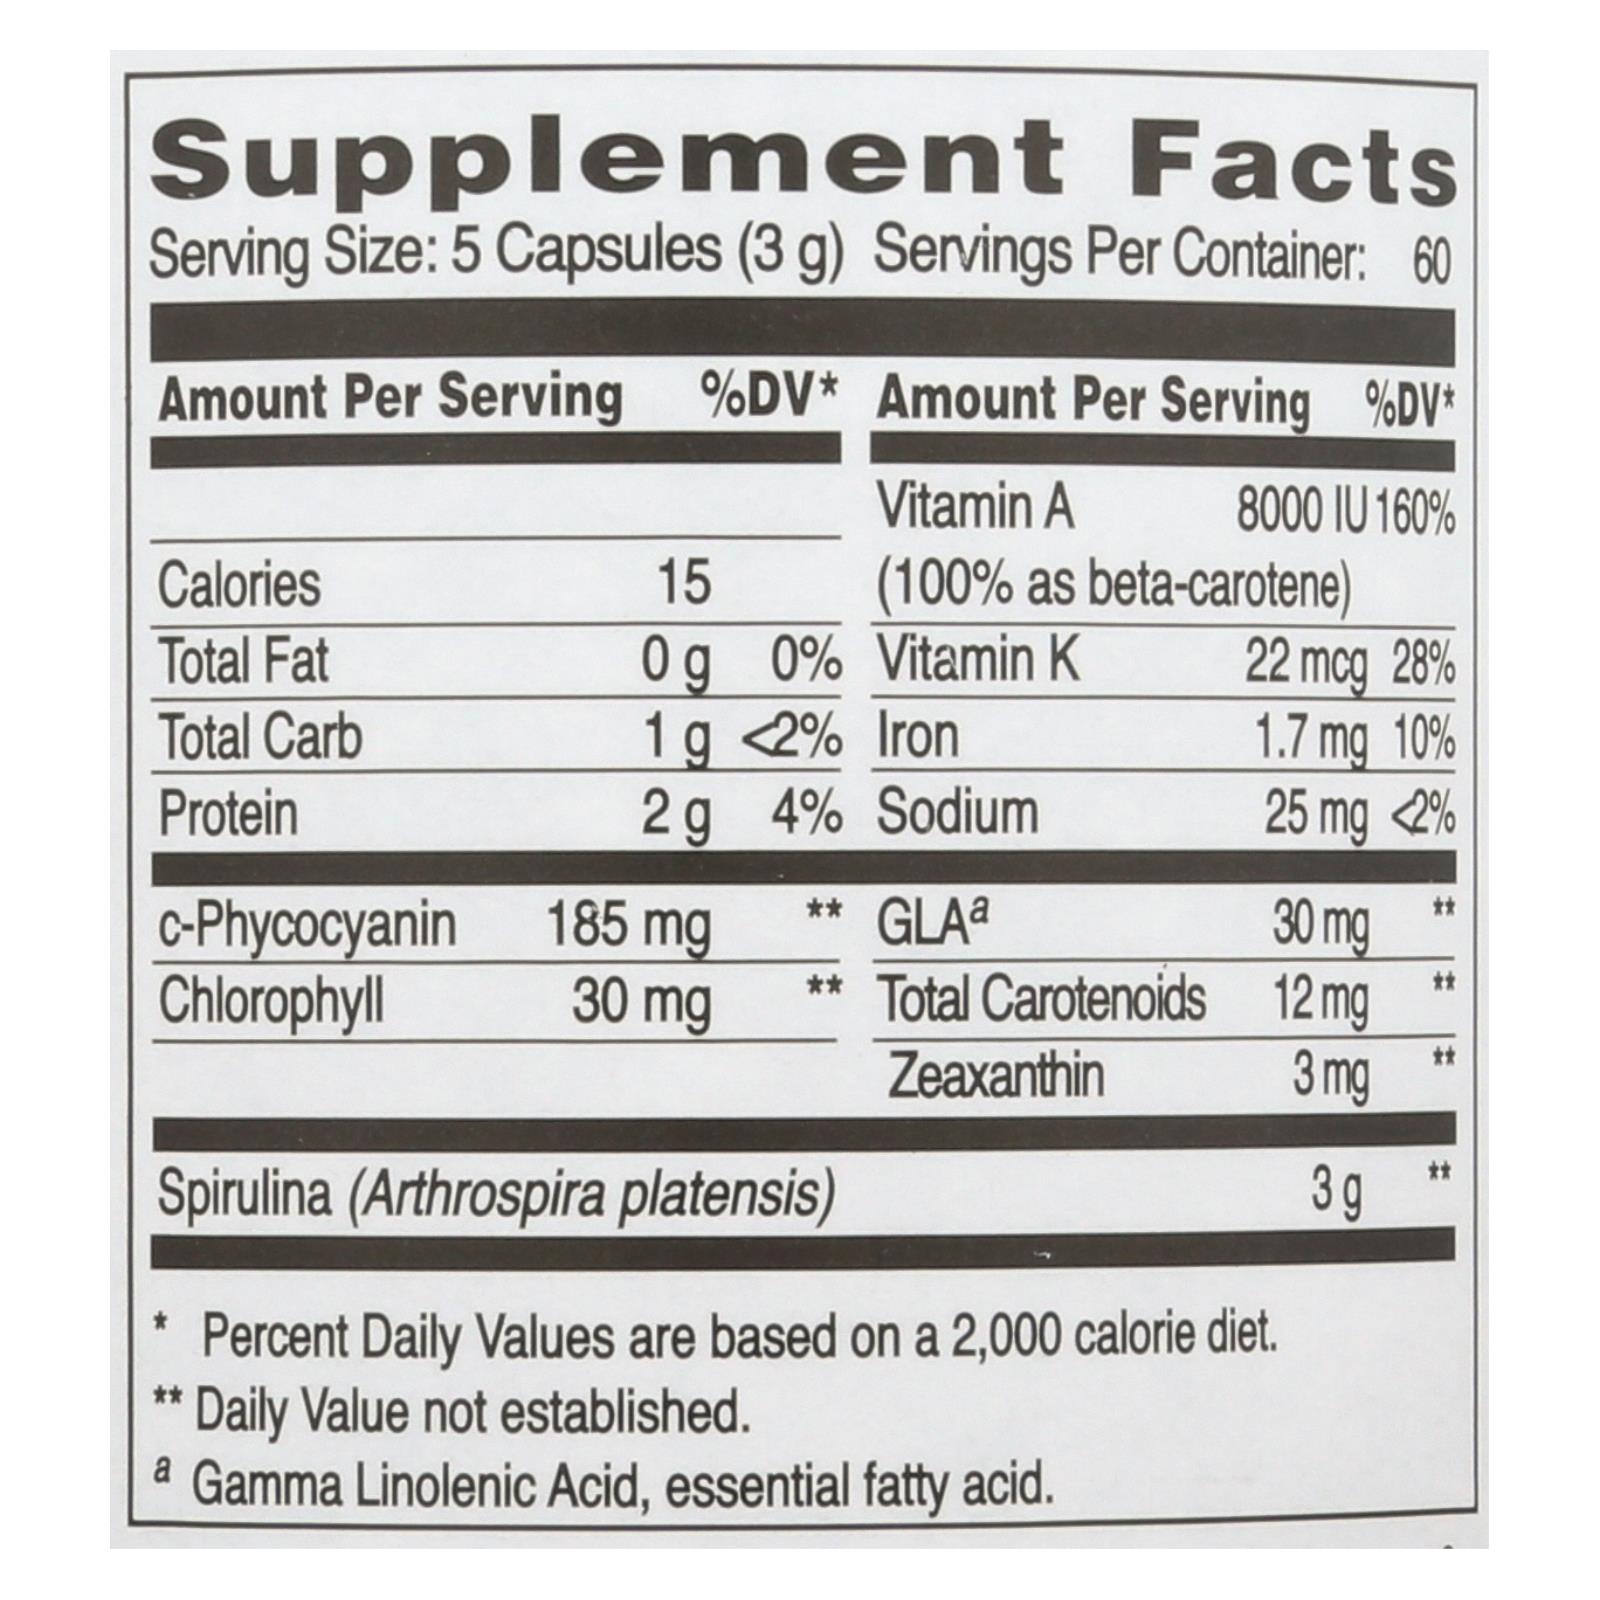 Supplement Facts
Serving Size: 5 Capsules (3 g) Servings Per Container: 60
Amount Per Serving %DV*
Calories 15
Total Fat 0 g 0%
Total Carb 1 g <2%
Protein 2 g 4%
Amount Per Serving %DV*
Vitamin A 8000 IU 160%
(100% as beta-carotene)
Vitamin K 22 mcg 28%
Iron 1.7 mg 10%
Sodium 25 mg <2%
c-Phycocyanin 185 mg **
Chlorophyll 30 mg **
GLAª 30 mg **
Total Carotenoids 12 mg **
Zeaxanthin 3 mg **
Spirulina (Arthrospira platensis) 3 g **
* Percent Daily Values are based on a 2,000 calorie diet.
** Daily Value not established.
ª Gamma Linolenic Acid, essential fatty acid.